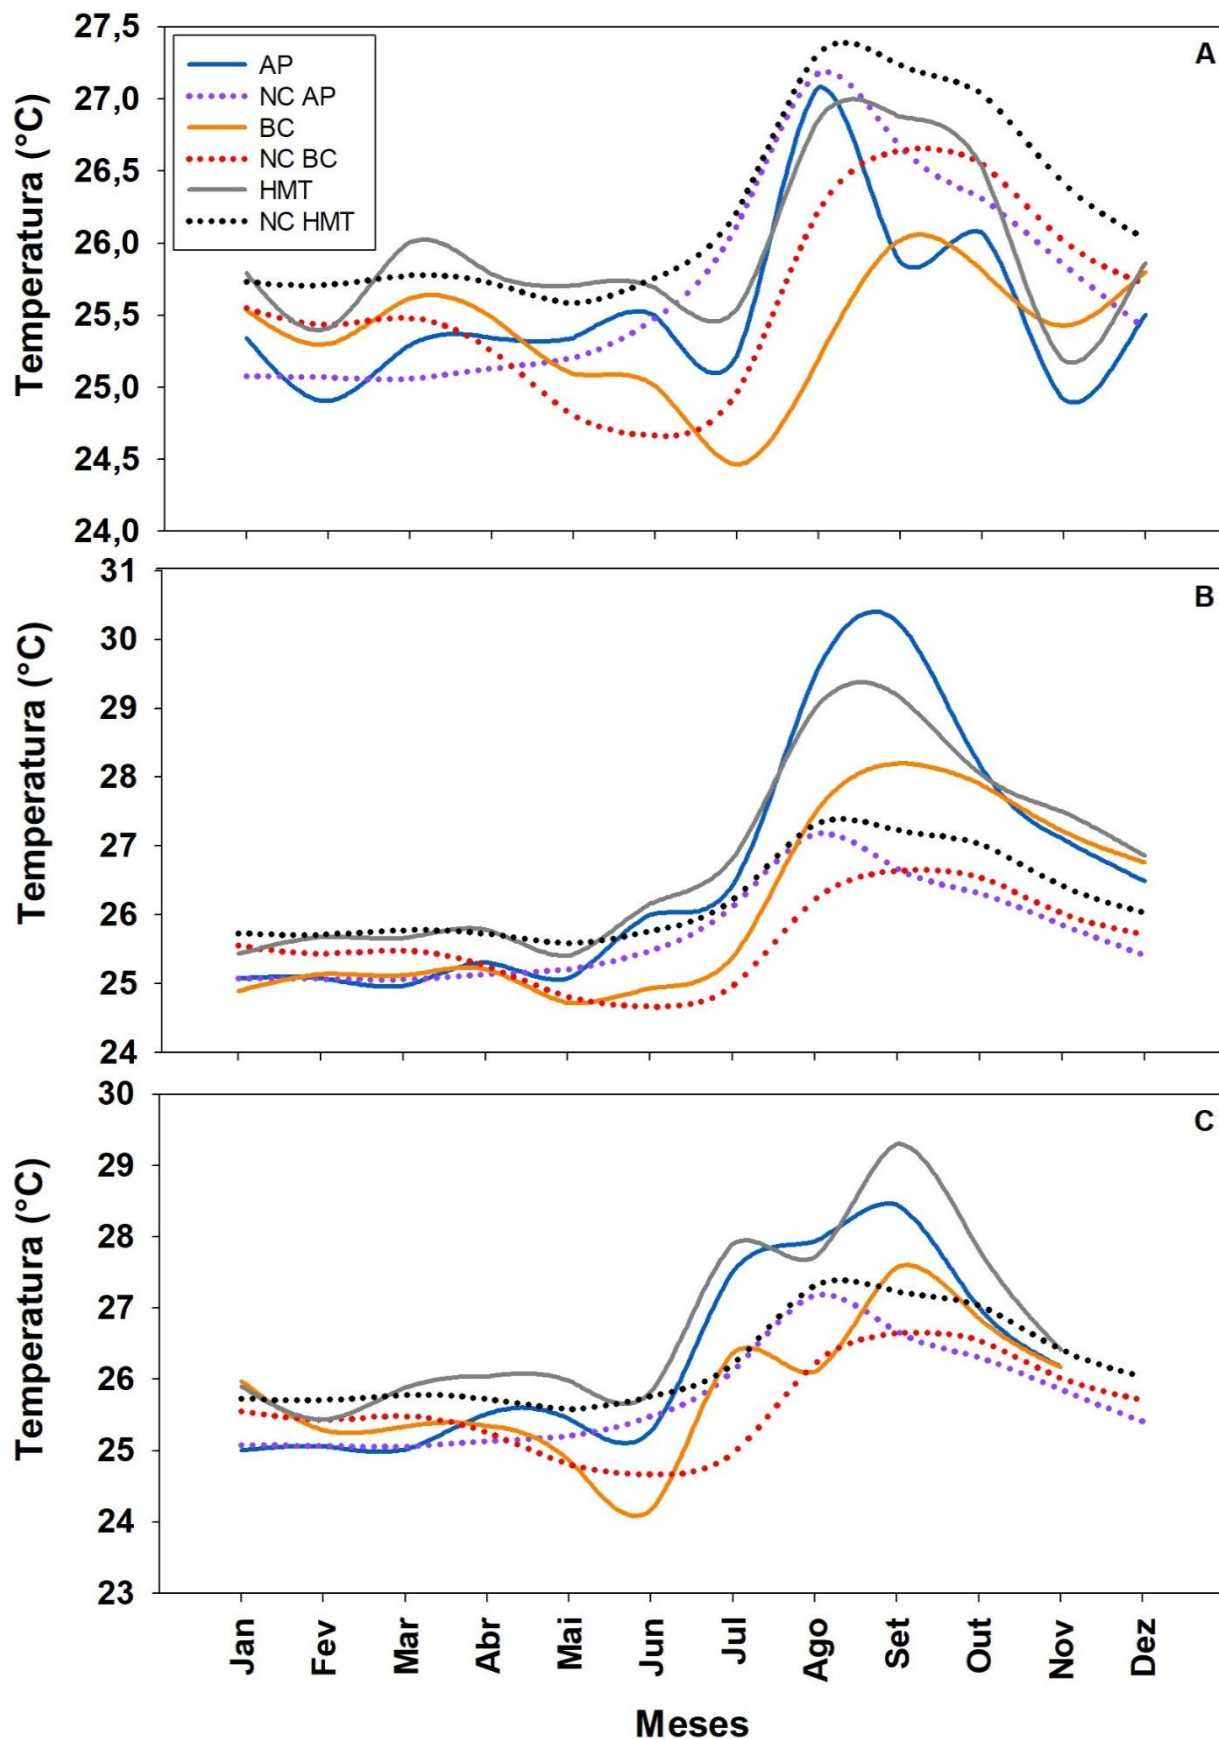 A
AP
NC AP
BC
NC BC
HMT
NC HMT
Temperatura (°C)
27,5
27,0
26,5
26,0
25,5
25,0
24,5
24,0
B
Temperatura (°C)
31
30
29
28
27
26
25
24
C
Temperatura (°C)
30
29
28
27
26
25
24
23
Jan Fev Mar Abr Mai Jun Jul Ago Set Out Nov Dez
Meses